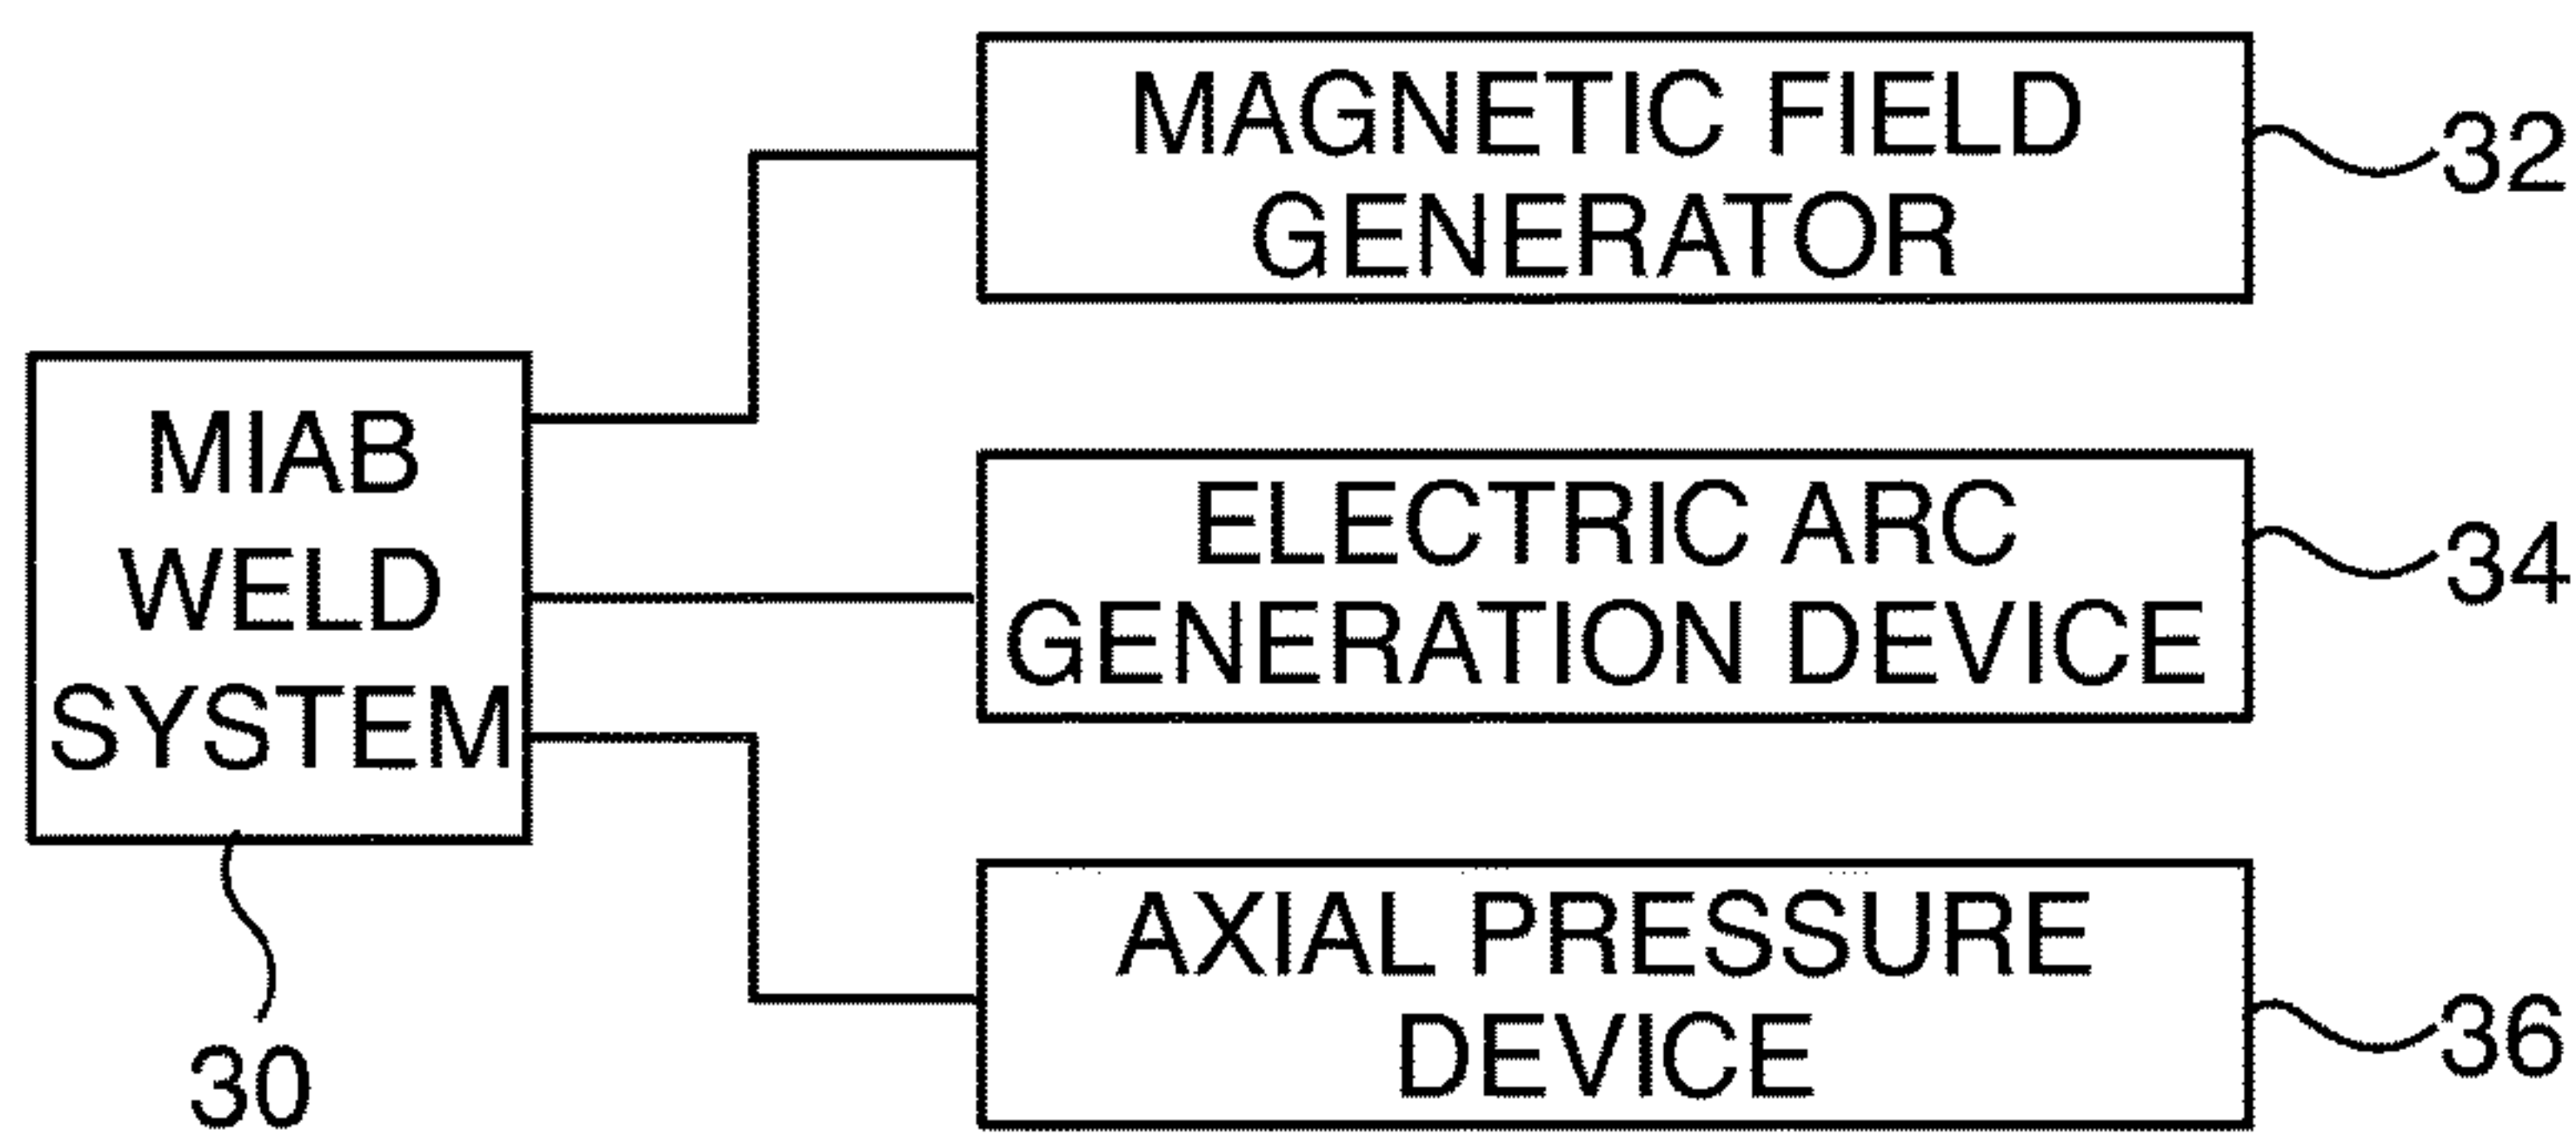 MAGNETIC FIELD
GENERATOR
32
MIAB
WELD
SYSTEM
30
ELECTRIC ARC
GENERATION DEVICE
34
AXIAL PRESSURE
DEVICE
36